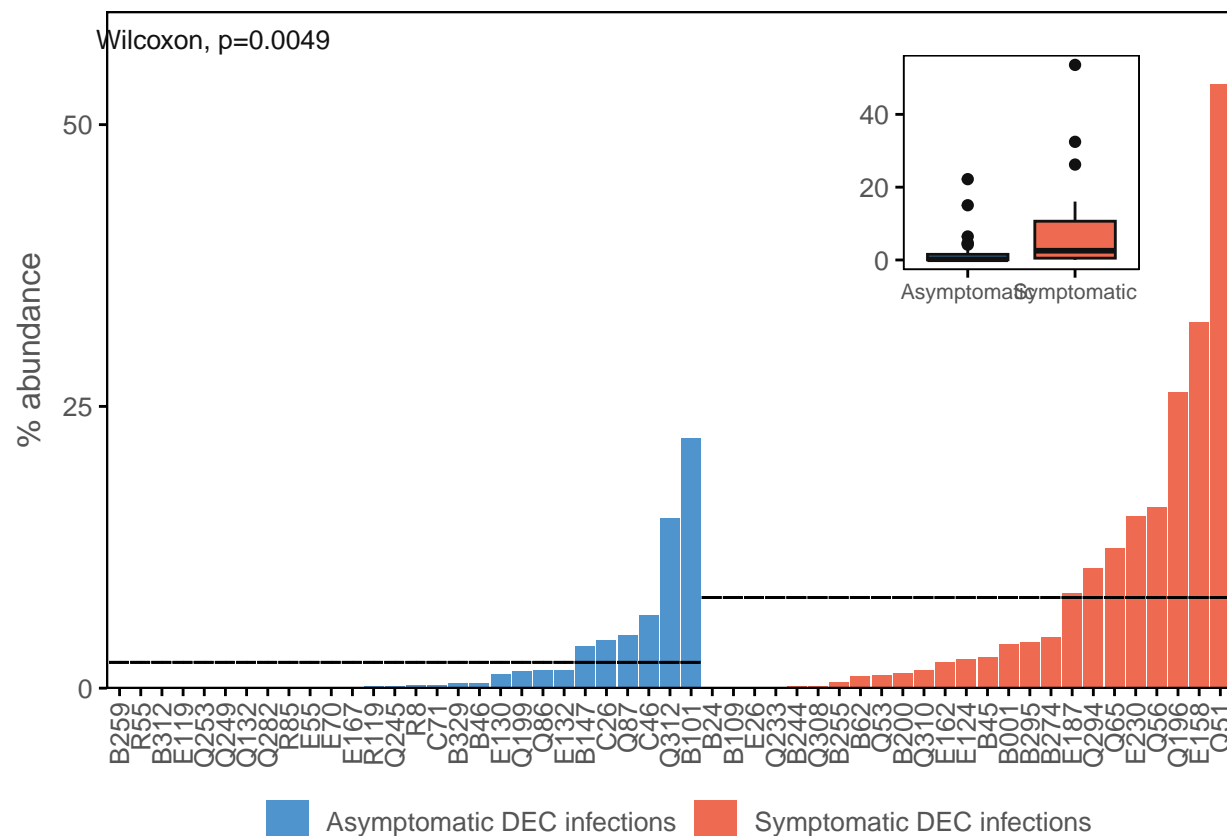 Wilcoxon, p=0.0049
% abundance
50
25
0
40
20
0
Asymptomatic
Symptomatic
B259
R55
B312
E119
Q253
Q249
Q132
Q282
R85
E55
E70
E167
R119
Q245
R8
C71
B329
B46
E130
Q199
Q86
E132
B147
C26
Q87
C46
Q312
B101
B24
B109
E26
Q233
B244
Q308
B255
B62
Q53
B200
Q310
E162
E124
B45
B001
B295
B274
E187
Q294
Q65
E230
Q56
Q196
E158
Q51
Asymptomatic DEC infections
Symptomatic DEC infections